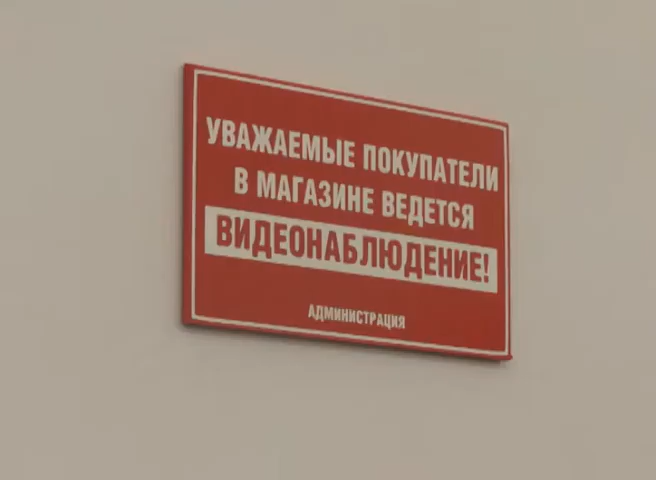 УВАЖАЕМЫЕ ПОКУПАТЕЛИ
В МАГАЗИНЕ ВЕДЕТСЯ
ВИДЕОНАБЛЮДЕНИЕ!
АДМИНИСТРАЦИЯ